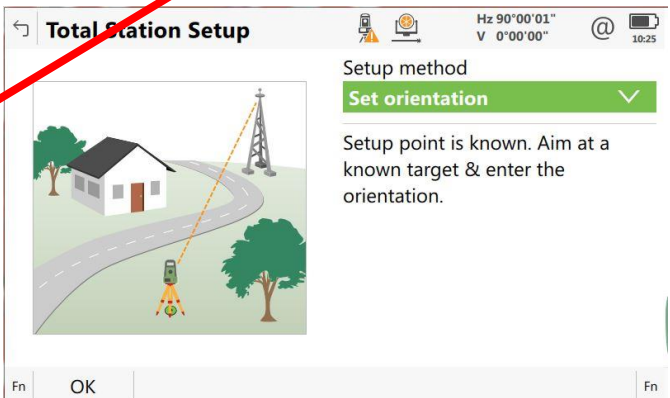 Total Station Setup
Hz 90°00'01"
V 0°00'00"
@
10:25
Setup method
Set orientation
Setup point is known. Aim at a
known target & enter the
orientation.
Fn OK Fn